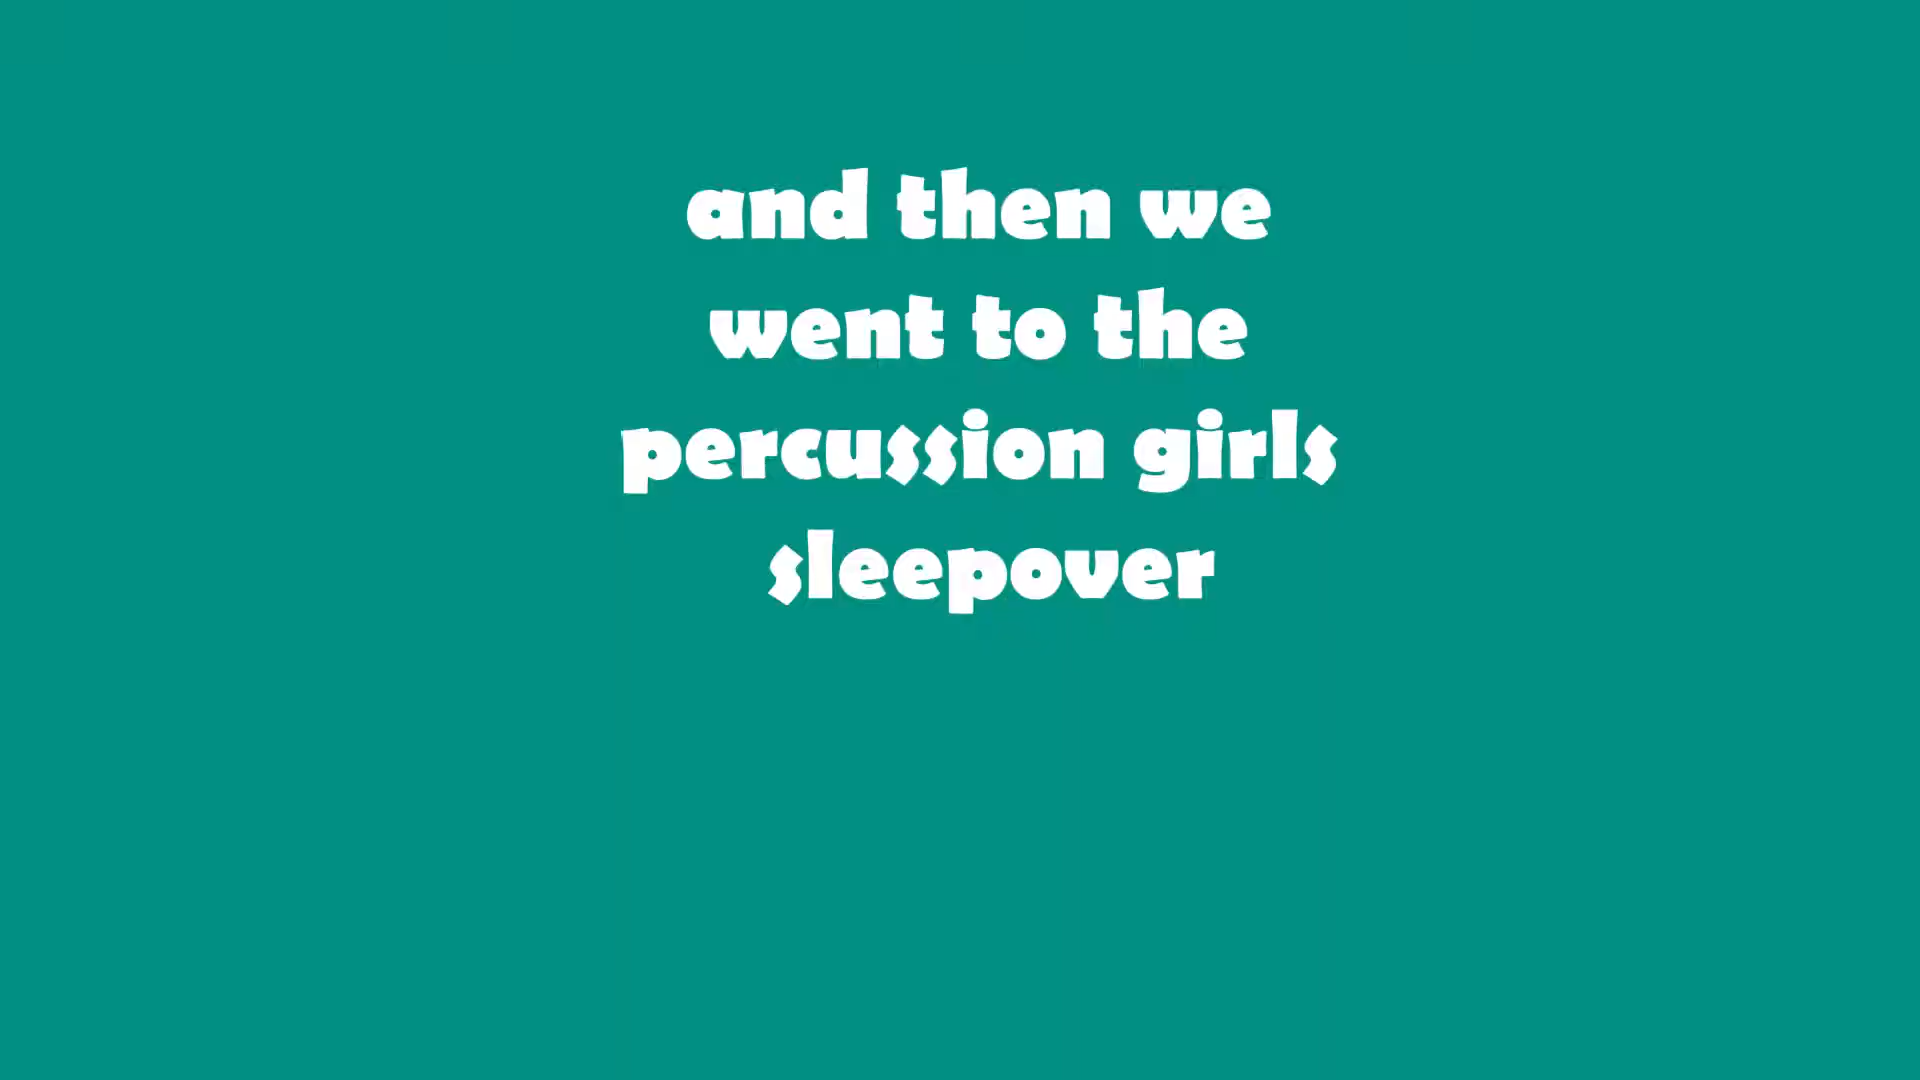 and then we
went to the
percussion girls
sleepover